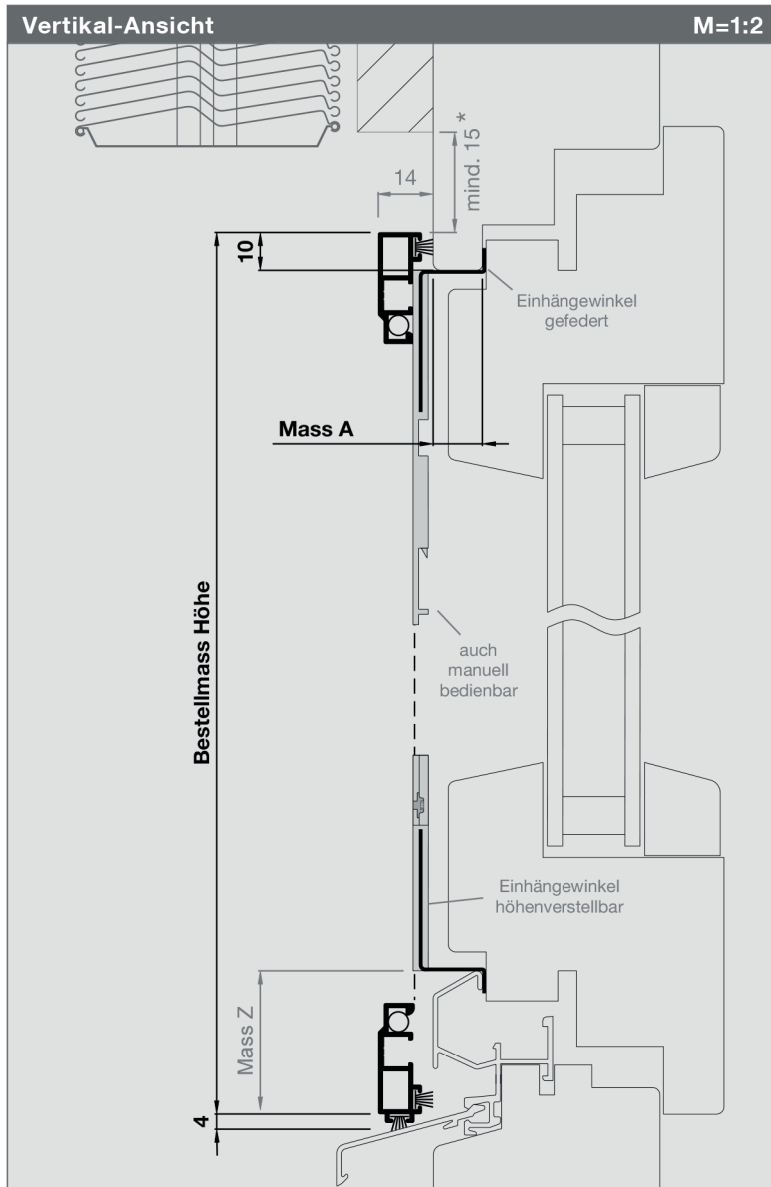 Vertikal-Ansicht M=1:2
mind. 15*
14
10
Einhängewinkel
gefedert
Mass A
Bestellmass Höhe
auch
manuell
bedienbar
Einhängewinkel
höhenverstellbar
Mass Z
4